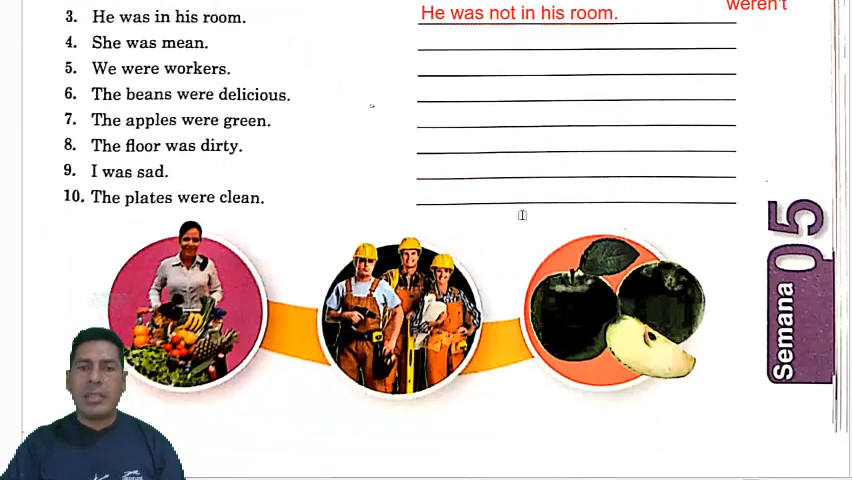 weren't
3. He was in his room.
He was not in his room.
4. She was mean.
5. We were workers.
6. The beans were delicious.
7. The apples were green.
8. The floor was dirty.
9. I was sad.
10. The plates were clean.
Semana 05